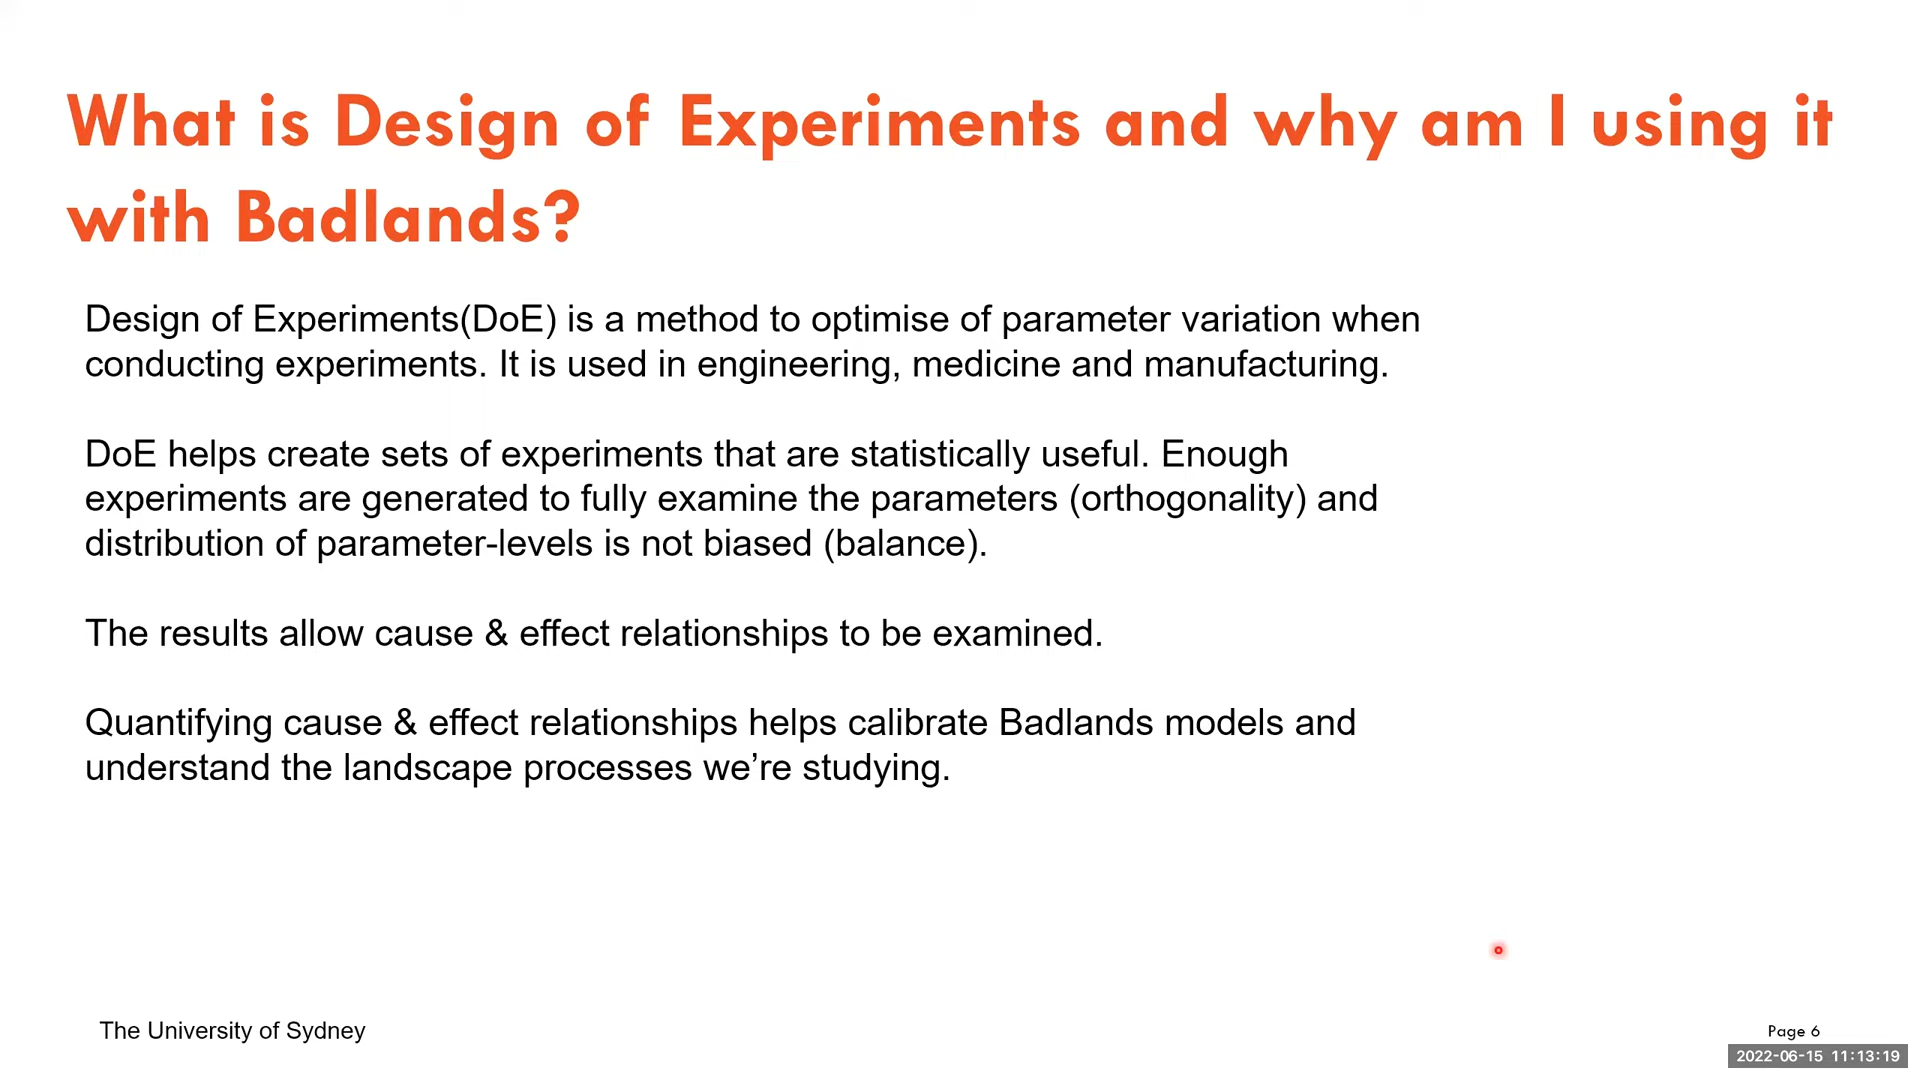 What is Design of Experiments and why am I using it
with Badlands?
Design of Experiments(DoE) is a method to optimise of parameter variation when
conducting experiments. It is used in engineering, medicine and manufacturing.
DoE helps create sets of experiments that are statistically useful. Enough
experiments are generated to fully examine the parameters (orthogonality) and
distribution of parameter-levels is not biased (balance).
The results allow cause & effect relationships to be examined.
Quantifying cause & effect relationships helps calibrate Badlands models and
understand the landscape processes we’re studying.
The University of Sydney
Page 6
2022-06-15 11:13:19